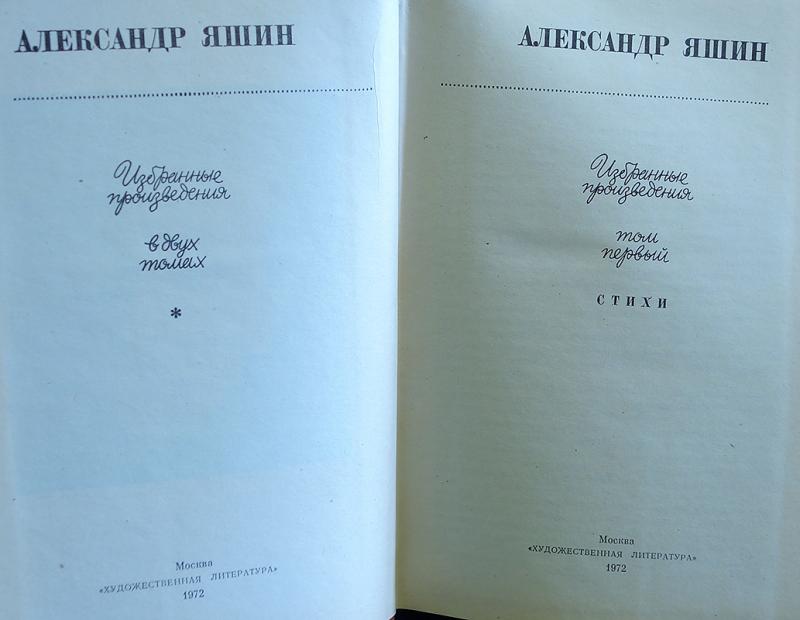 АЛЕКСАНДР ЯШИН
Избранные
произведения
в двух
томах
*
Москва
«ХУДОЖЕСТВЕННАЯ ЛИТЕРАТУРА»
1972
АЛЕКСАНДР ЯШИН
Избранные
произведения
том
первый
СТИХИ
Москва
«ХУДОЖЕСТВЕННАЯ ЛИТЕРАТУРА»
1972